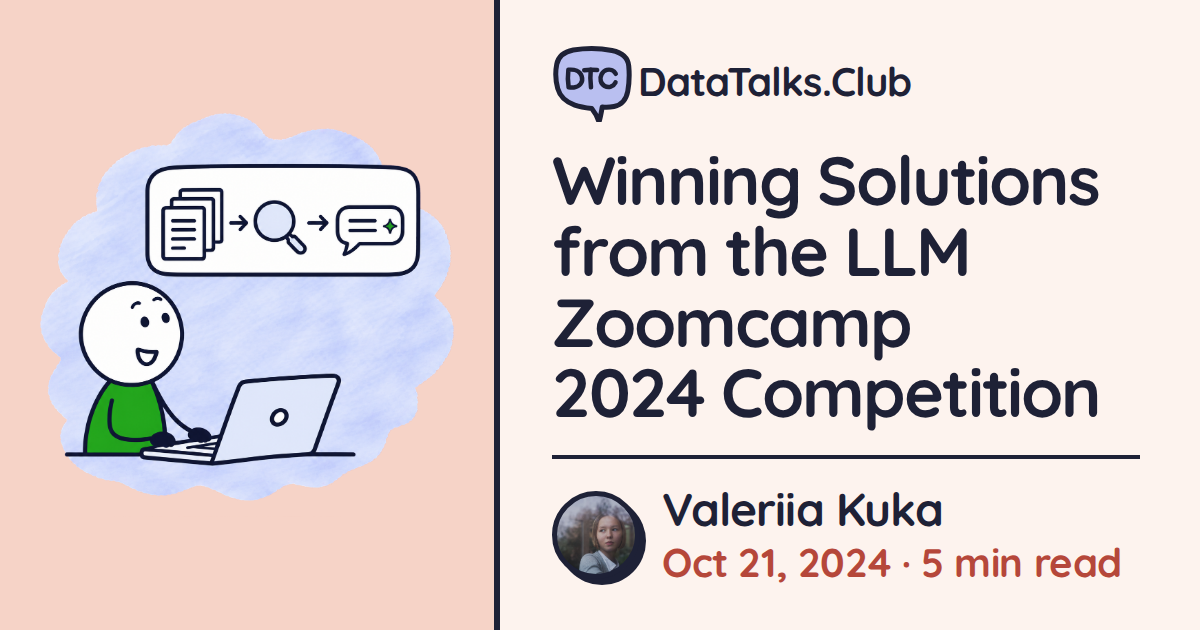 DTC DataTalks.Club
Winning Solutions
from the LLM
Zoomcamp
2024 Competition
Valeriia Kuka
Oct 21, 2024 · 5 min read